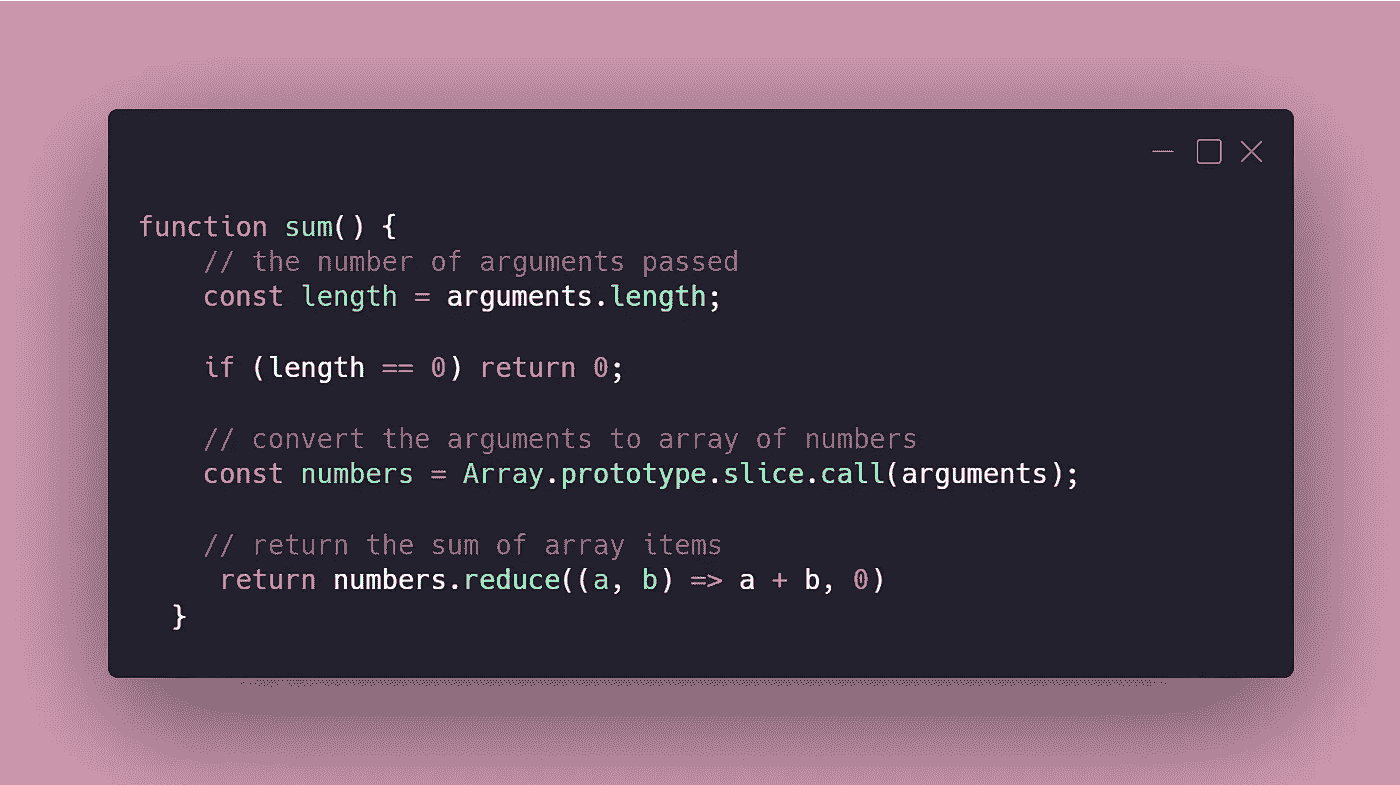 function sum() {
    // the number of arguments passed
    const length = arguments.length;

    if (length == 0) return 0;

    // convert the arguments to array of numbers
    const numbers = Array.prototype.slice.call(arguments);

    // return the sum of array items
     return numbers.reduce((a, b) => a + b, 0)
  }